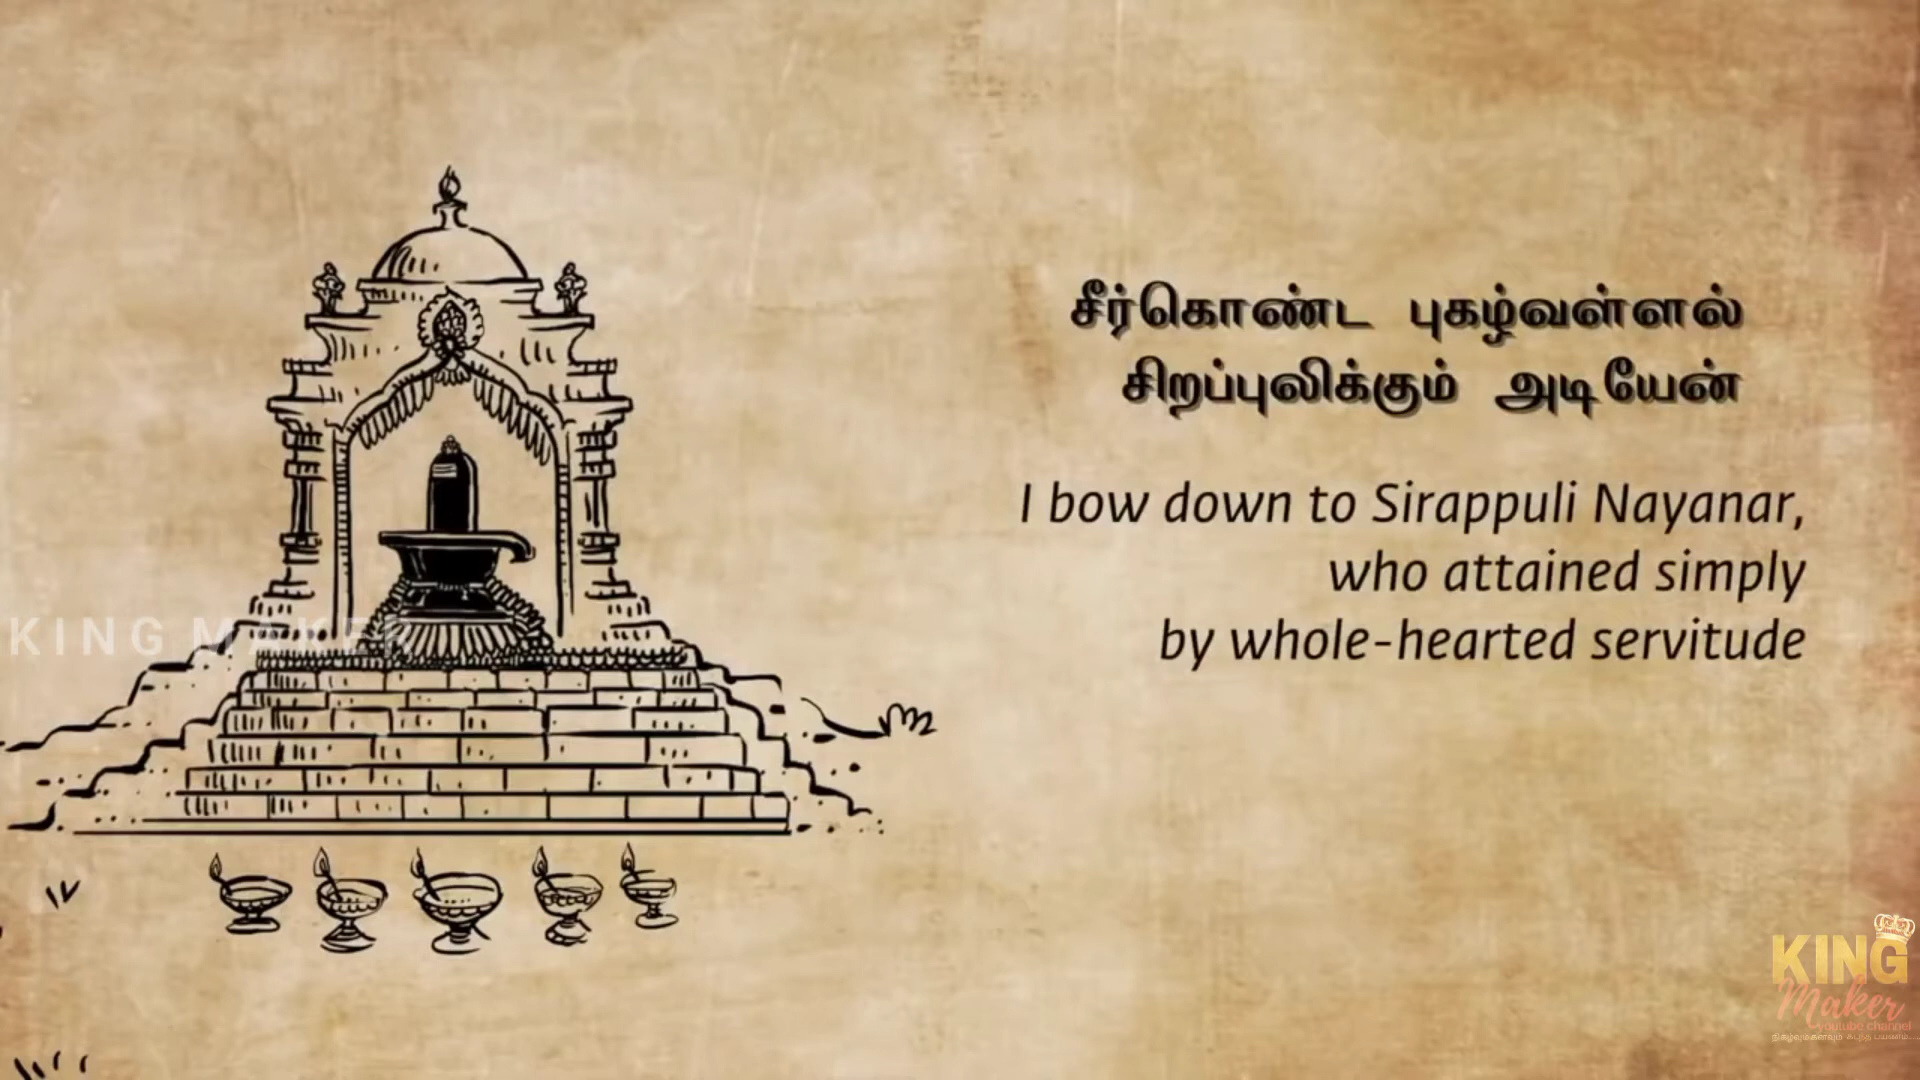 சீர்கொண்ட புகழ்வள்ளல்
சிறப்புலிக்கும் அடியேன்
I bow down to Sirappuli Nayanar,
who attained simply
by whole-hearted servitude
KING MAKER
KING
Maker
youtube channel